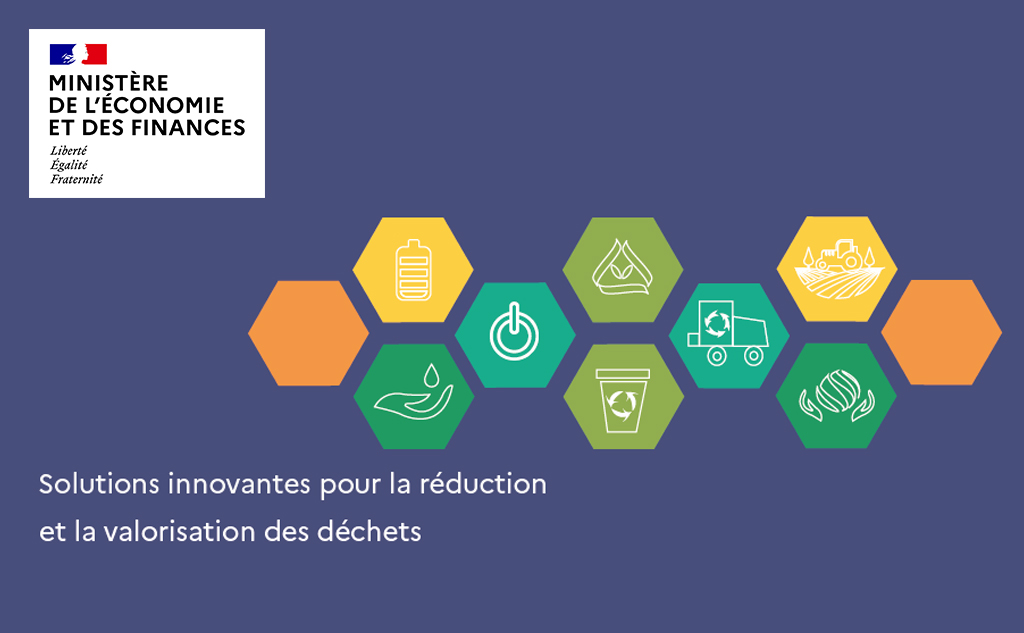 MINISTÈRE
DE L'ÉCONOMIE
ET DES FINANCES
Liberté
Égalité
Fraternité
Solutions innovantes pour la réduction
et la valorisation des déchets